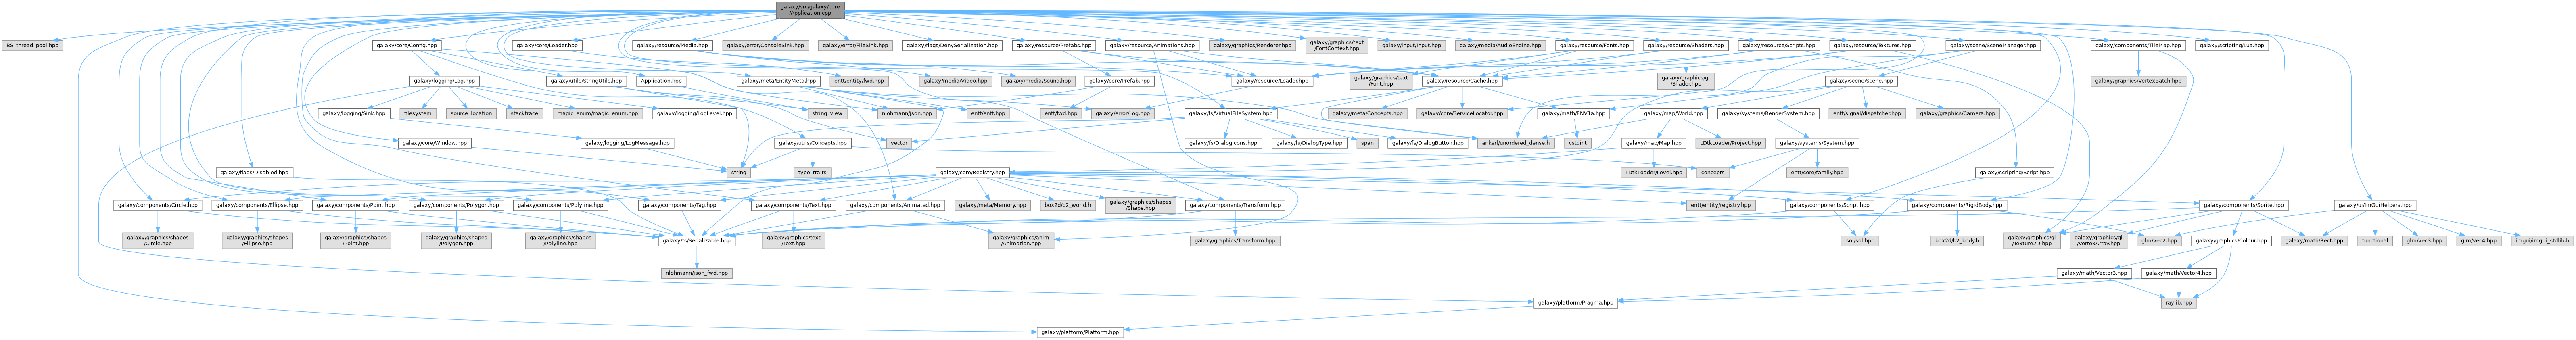 galaxy/src/galaxy/core
/Application.cpp
BS_thread_pool.hpp
galaxy/core/Config.hpp
galaxy/core/Loader.hpp
galaxy/resource/Media.hpp
galaxy/error/ConsoleSink.hpp
galaxy/error/FileSink.hpp
galaxy/flags/DenySerialization.hpp
galaxy/resource/Prefabs.hpp
galaxy/resource/Animations.hpp
galaxy/graphics/Renderer.hpp
galaxy/graphics/text
/FontContext.hpp
galaxy/input/Input.hpp
galaxy/media/AudioEngine.hpp
galaxy/resource/Fonts.hpp
galaxy/resource/Shaders.hpp
galaxy/resource/Scripts.hpp
galaxy/resource/Textures.hpp
galaxy/scene/SceneManager.hpp
galaxy/components/TileMap.hpp
galaxy/scripting/Lua.hpp
galaxy/logging/Log.hpp
galaxy/utils/StringUtils.hpp
Application.hpp
galaxy/meta/EntityMeta.hpp
entt/entity/fwd.hpp
galaxy/media/Video.hpp
galaxy/media/Sound.hpp
core/Prefab.hpp
galaxy/resource/Loader.hpp
galaxy/graphics/text
/Font.hpp
galaxy/resource/Cache.hpp
galaxy/graphics/gl
/Shader.hpp
galaxy/scene/Scene.hpp
galaxy/graphics/VertexBatch.hpp
galaxy/logging/Sink.hpp
filesystem
source_location
stacktrace
magic_enum/magic_enum.hpp
galaxy/logging/LogLevel.hpp
string_view
nlohmann/json.hpp
entt/entt.hpp
entt/fwd.hpp
galaxy/error/Log.hpp
galaxy/fs/VirtualFileSystem.hpp
galaxy/meta/Concepts.hpp
galaxy/core/ServiceLocator.hpp
galaxy/math/FNV1a.hpp
galaxy/map/World.hpp
galaxy/systems/RenderSystem.hpp
entt/signal/dispatcher.hpp
galaxy/graphics/Camera.hpp
galaxy/core/Window.hpp
galaxy/logging/LogMessage.hpp
galaxy/utils/Concepts.hpp
vector
galaxy/fs/DialogIcons.hpp
galaxy/fs/DialogType.hpp
span
galaxy/fs/DialogButton.hpp
ankerl/unordered_dense.h
cstdint
galaxy/map/Map.hpp
LDtkLoader/Project.hpp
galaxy/systems/System.hpp
galaxy/flags/Disabled.hpp
string
type_traits
galaxy/core/Registry.hpp
LDtkLoader/Level.hpp
concepts
entt/core/family.hpp
galaxy/scripting/Script.hpp
galaxy/components/Circle.hpp
galaxy/components/Ellipse.hpp
galaxy/components/Point.hpp
galaxy/components/Polygon.hpp
galaxy/components/Polyline.hpp
galaxy/components/Tag.hpp
galaxy/components/Text.hpp
galaxy/components/Animated.hpp
galaxy/meta/Memory.hpp
box2d/b2_world.h
galaxy/graphics/shapes
/Shape.hpp
galaxy/components/Transform.hpp
entt/entity/registry.hpp
galaxy/components/Script.hpp
galaxy/components/RigidBody.hpp
galaxy/components/Sprite.hpp
galaxy/ui/ImGuiHelpers.hpp
galaxy/graphics/shapes
/Circle.hpp
galaxy/graphics/shapes
/Ellipse.hpp
galaxy/graphics/shapes
/Point.hpp
galaxy/graphics/shapes
/Polygon.hpp
galaxy/graphics/shapes
/Polyline.hpp
galaxy/fs/Serializable.hpp
galaxy/graphics/text
/Text.hpp
galaxy/graphics/anim
/Animation.hpp
galaxy/graphics/Transform.hpp
sol/sol.hpp
box2d/b2_body.h
galaxy/graphics/gl
/Texture2D.hpp
galaxy/graphics/gl
/VertexArray.hpp
glm/vec2.hpp
galaxy/graphics/Colour.hpp
galaxy/math/Rect.hpp
functional
glm/vec3.hpp
glm/vec4.hpp
imgui/imgui_stdlib.h
nlohmann/json_fwd.hpp
galaxy/math/Vector3.hpp
galaxy/math/Vector4.hpp
galaxy/platform/Pragma.hpp
raylib.hpp
galaxy/platform/Platform.hpp